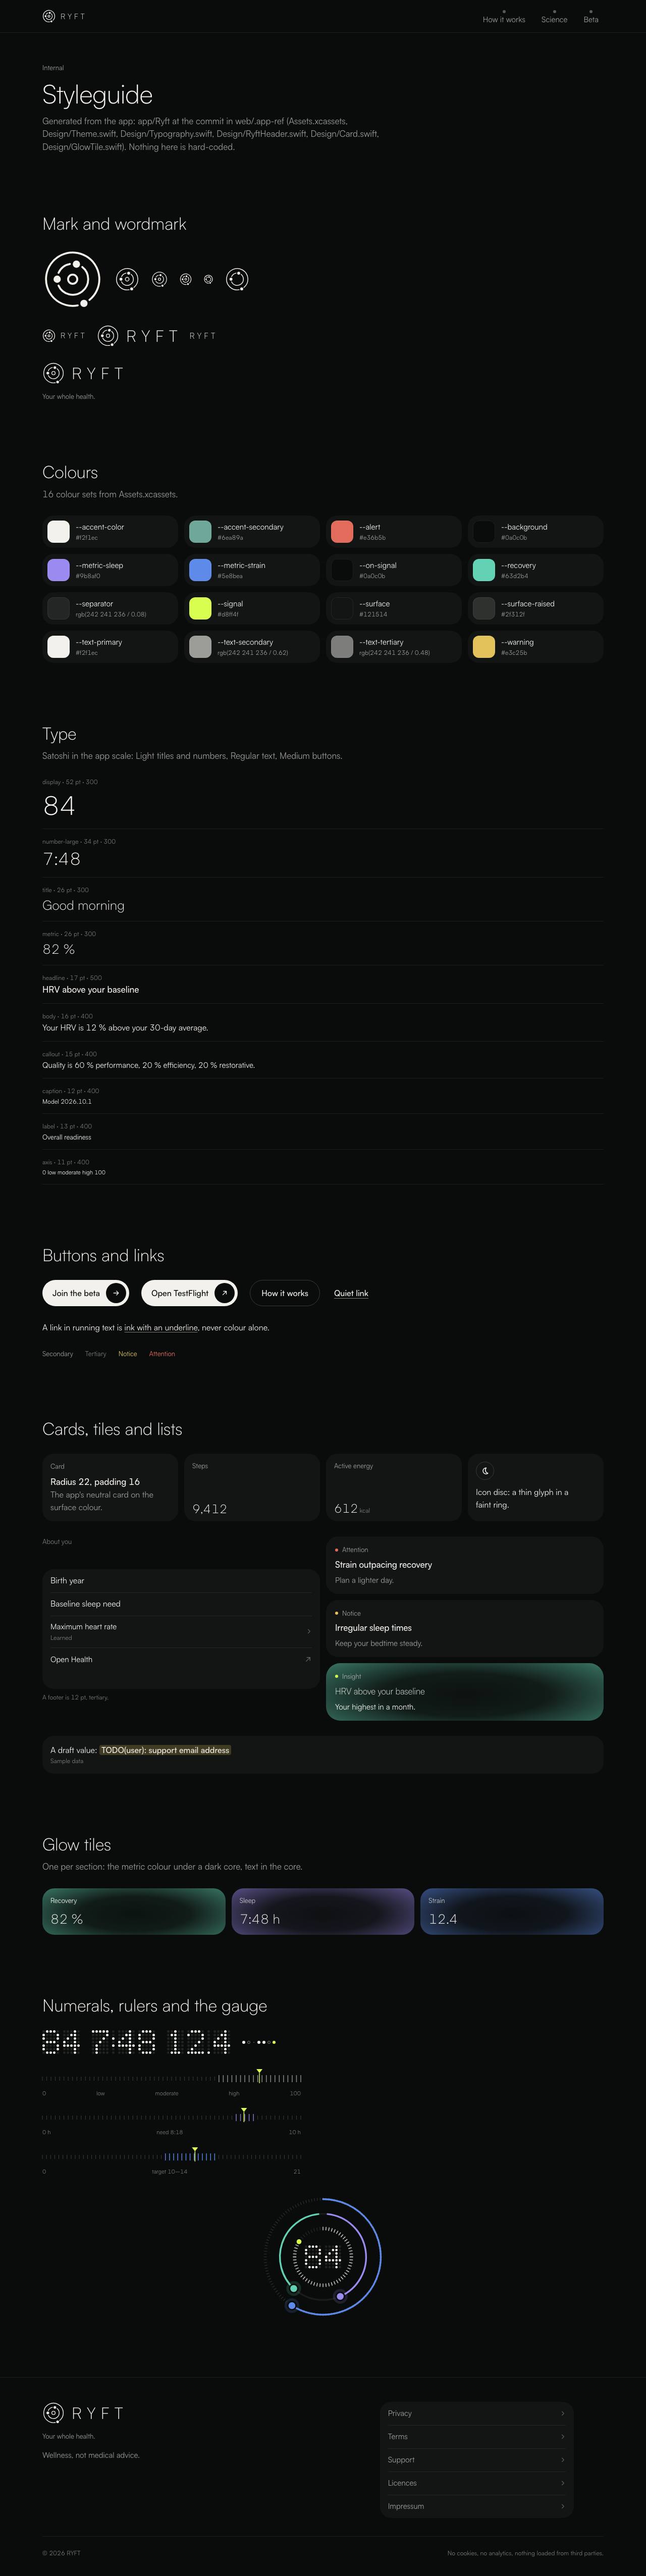 RYFT
How it works
Science
Beta
Internal
Styleguide
Generated from the app: app/Ryft at the commit in web/.app-ref (Assets.xcassets,
Design/Theme.swift, Design/Typography.swift, Design/RyftHeader.swift, Design/Card.swift,
Design/GlowTile.swift). Nothing here is hard-coded.
Mark and wordmark
RYFT RYFT RYFT
RYFT
Your whole health.
Colours
16 colour sets from Assets.xcassets.
--accent-color
#f2f1ec
--accent-secondary
#6ea89a
--alert
#e36b5b
--background
#0a0c0b
--metric-sleep
#9b8af0
--metric-strain
#5e8bea
--on-signal
#0a0c0b
--recovery
#63d2b4
--separator
rgb(242 241 236 / 0.08)
--signal
#d8ff4f
--surface
#121514
--surface-raised
#2f312f
--text-primary
#f2f1ec
--text-secondary
rgb(242 241 236 / 0.62)
--text-tertiary
rgb(242 241 236 / 0.48)
--warning
#e3c25b
Type
Satoshi in the app scale: Light titles and numbers, Regular text, Medium buttons.
display · 52 pt · 300
84
number-large · 34 pt · 300
7:48
title · 26 pt · 300
Good morning
metric · 26 pt · 300
82 %
headline · 17 pt · 500
HRV above your baseline
body · 16 pt · 400
Your HRV is 12 % above your 30-day average.
callout · 15 pt · 400
Quality is 60 % performance, 20 % efficiency, 20 % restorative.
caption · 12 pt · 400
Model 2026.10.1
label · 13 pt · 400
Overall readiness
axis · 11 pt · 400
0 low moderate high 100
Buttons and links
Join the beta
Open TestFlight
How it works
Quiet link
A link in running text is ink with an underline, never colour alone.
Secondary Tertiary Notice Attention
Cards, tiles and lists
Card
Radius 22, padding 16
The app's neutral card on the
surface colour.
Steps
9,412
Active energy
612 kcal
Icon disc: a thin glyph in a
faint ring.
About you
Birth year
Baseline sleep need
Maximum heart rate
Learned
Open Health
A footer is 12 pt, tertiary.
Attention
Strain outpacing recovery
Plan a lighter day.
Notice
Irregular sleep times
Keep your bedtime steady.
Insight
HRV above your baseline
Your highest in a month.
A draft value: TODO(user): support email address
Sample data
Glow tiles
One per section: the metric colour under a dark core, text in the core.
Recovery
82 %
Sleep
7:48 h
Strain
12.4
Numerals, rulers and the gauge
84 7:48 12.4
0 low moderate high 100
0 h need 8:18 10 h
0 target 10–14 21
84
RYFT
Your whole health.
Wellness, not medical advice.
Privacy
Terms
Support
Licences
Impressum
© 2026 RYFT
No cookies, no analytics, nothing loaded from third parties.